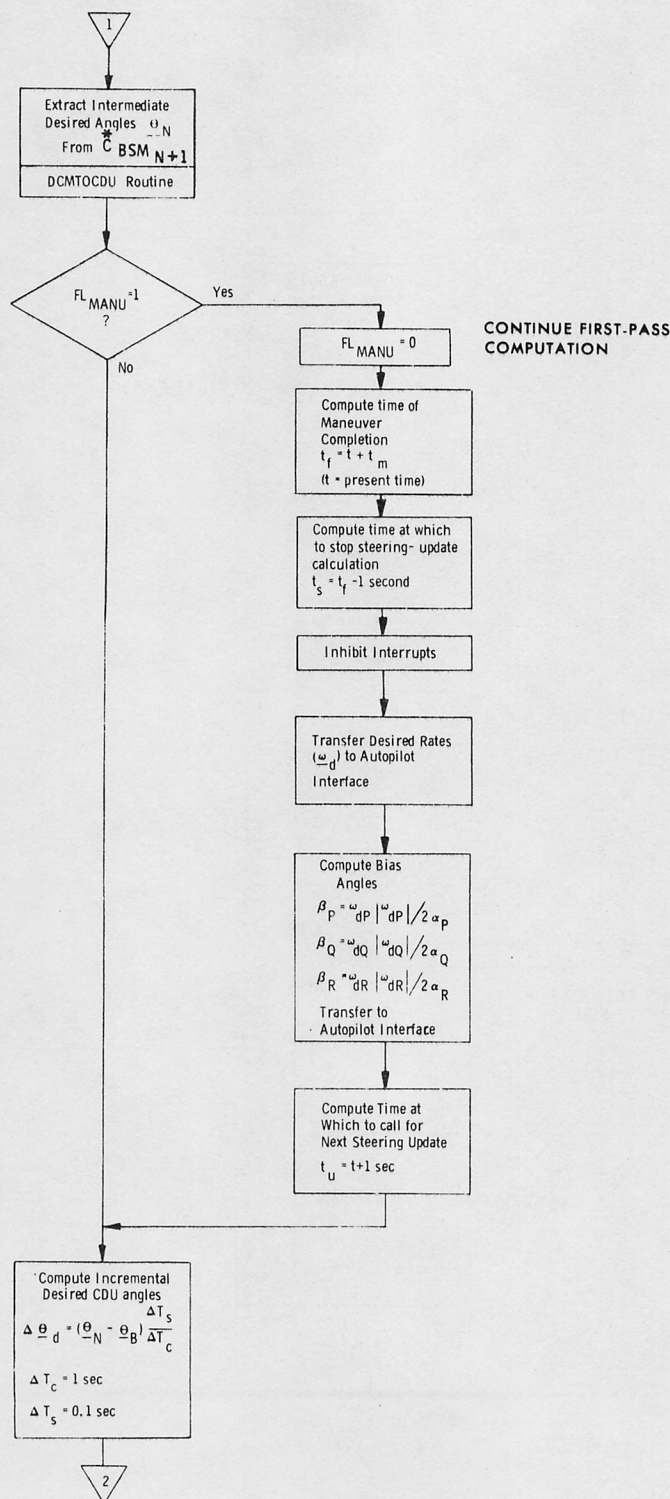 1
Extract Intermediate
Desired Angles θ_N
From C* BSM N+1
DCMTOCDU Routine
FL MANU =1
?
Yes
No
FL MANU = 0
CONTINUE FIRST-PASS
COMPUTATION
Compute time of
Maneuver
Completion
t_f = t + t_m
(t = present time)
Compute time at which
to stop steering- update
calculation
t_s = t_f -1 second
Inhibit Interrupts
Transfer Desired Rates
(ω_d) to Autopilot
Interface
Compute Bias
Angles
β_P = ω_dP |ω_dP| / 2 α_P
β_Q = ω_dQ |ω_dQ| / 2 α_Q
β_R = ω_dR |ω_dR| / 2 α_R
Transfer to
Autopilot Interface
Compute Time at
Which to call for
Next Steering Update
t_u = t+1 sec
Compute Incremental
Desired CDU angles
Δ θ_d = (θ_N - θ_B) ΔT_s / ΔT_c
Δ T_c = 1 sec
Δ T_s = 0.1 sec
2